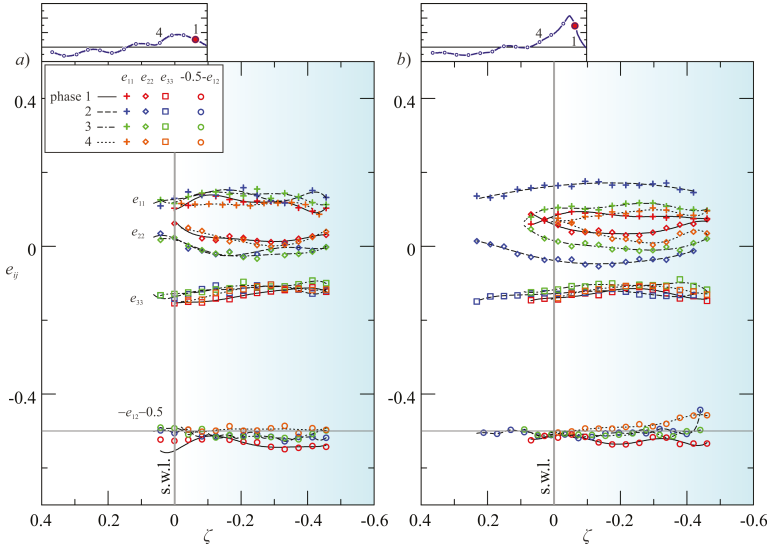 4 1
4 1
a) b)
e11 e22 e33 -0.5-e12
phase 1
2
3
4
0.4 0.4
e11
e22
0 0
eij
e33
-0.4 -0.4
−e12−0.5
s.w.l. s.w.l.
0.4 0.2 0 -0.2 -0.4 0.4 0.2 0 -0.2 -0.4 -0.6
-0.6
ζ ζ